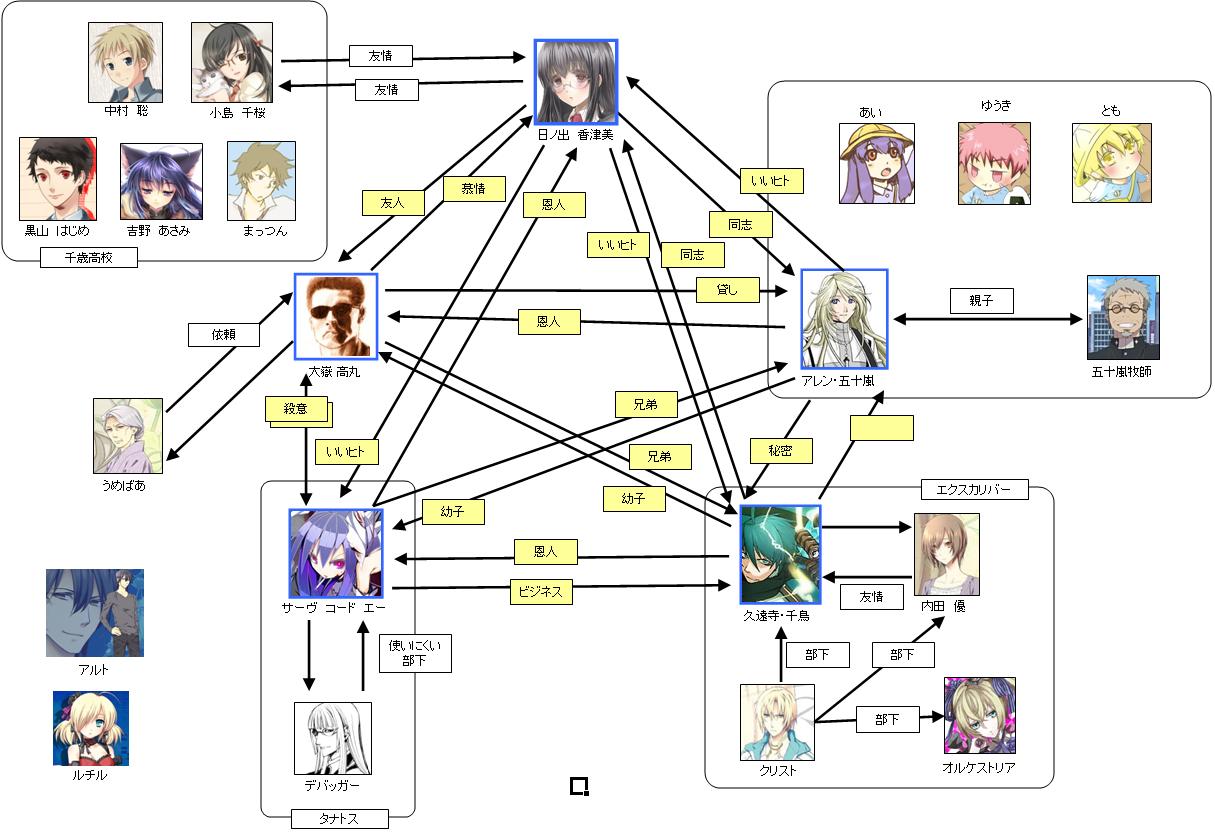 友情
友情
中村 聡
小島 千桜
日ノ出 香津美
黒山 はじめ
吉野 あさみ
まっつん
千歳高校
あい
ゆうき
とも
いいヒト
友人
慕情
恩人
同志
いいヒト
同志
貸し
親子
依頼
恩人
大嶽 高丸
アレン・五十嵐
五十嵐牧師
殺意
兄弟
いいヒト
兄弟
秘密
うめばあ
幼子
幼子
エクスカリバー
恩人
ビジネス
友情
サーヴ コード エー
久遠寺・千鳥
内田 優
使いにくい
部下
部下
部下
部下
アルト
ルチル
デバッガー
クリスト
オルケストリア
タナトス